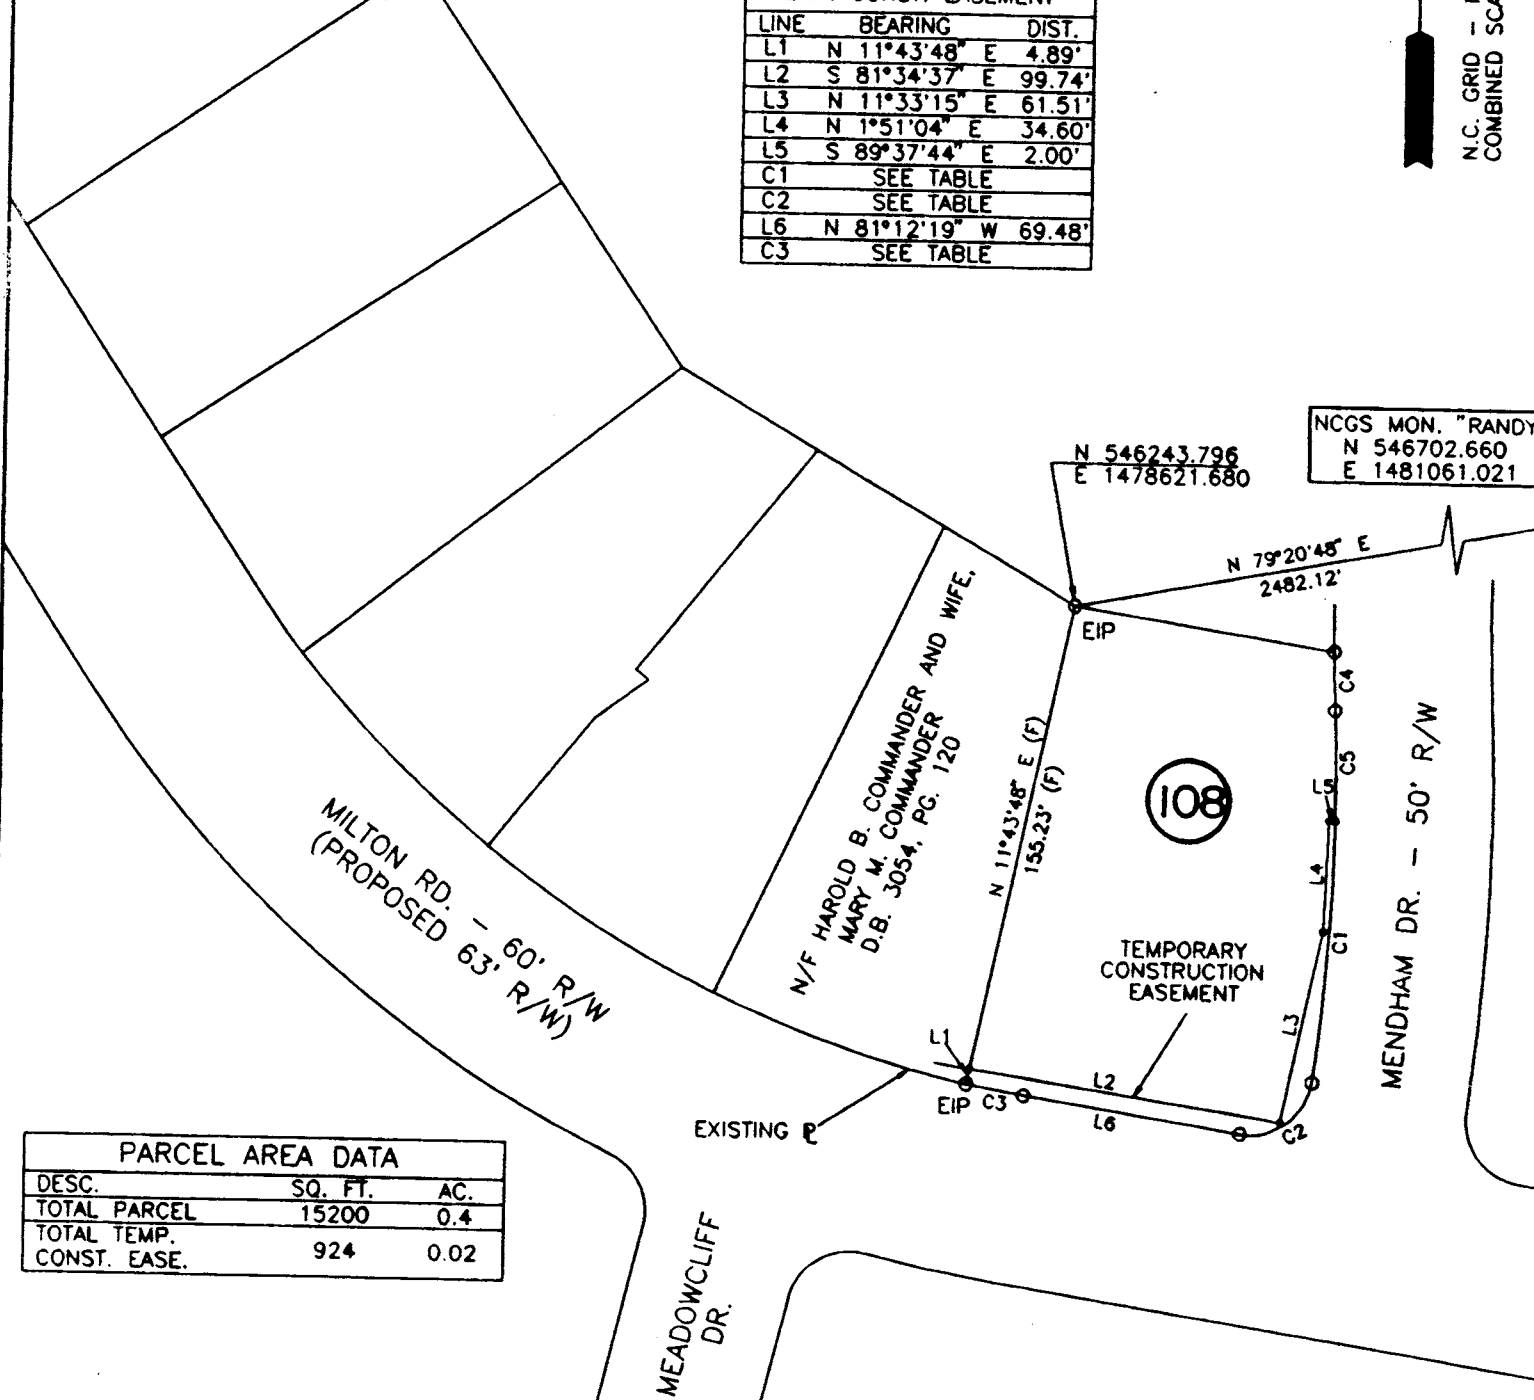 EASEMENT
LINE BEARING DIST.
L1 N 11°43'48" E 4.89'
L2 S 81°34'37" E 99.74'
L3 N 11°33'15" E 61.51'
L4 N 1°51'04" E 34.60'
L5 S 89°37'44" E 2.00'
C1 SEE TABLE
C2 SEE TABLE
L6 N 81°12'19" W 69.48'
C3 SEE TABLE
N.C. GRID -
COMBINED
NCGS MON. "RANDY
N 546702.660
E 1481061.021
N 546243.796
E 1478621.680
N 79°20'48" E
2482.12'
EIP
C4
C5
L5
108
N 11°43'48" E (F)
155.23' (F)
N/F HAROLD B. COMMANDER AND WIFE,
MARY M. COMMANDER
D.B. 3054, PG. 120
MENDHAM DR. - 50' R/W
L4
C1
L3
TEMPORARY
CONSTRUCTION
EASEMENT
MILTON RD. - 60' R/W
(PROPOSED 63' R/W)
L1
L2
EIP
C3
L6
C2
EXISTING PL
PARCEL AREA DATA
DESC. SQ. FT. AC.
TOTAL PARCEL 15200 0.4
TOTAL TEMP.
CONST. EASE. 924 0.02
MEADOWCLIFF
DR.